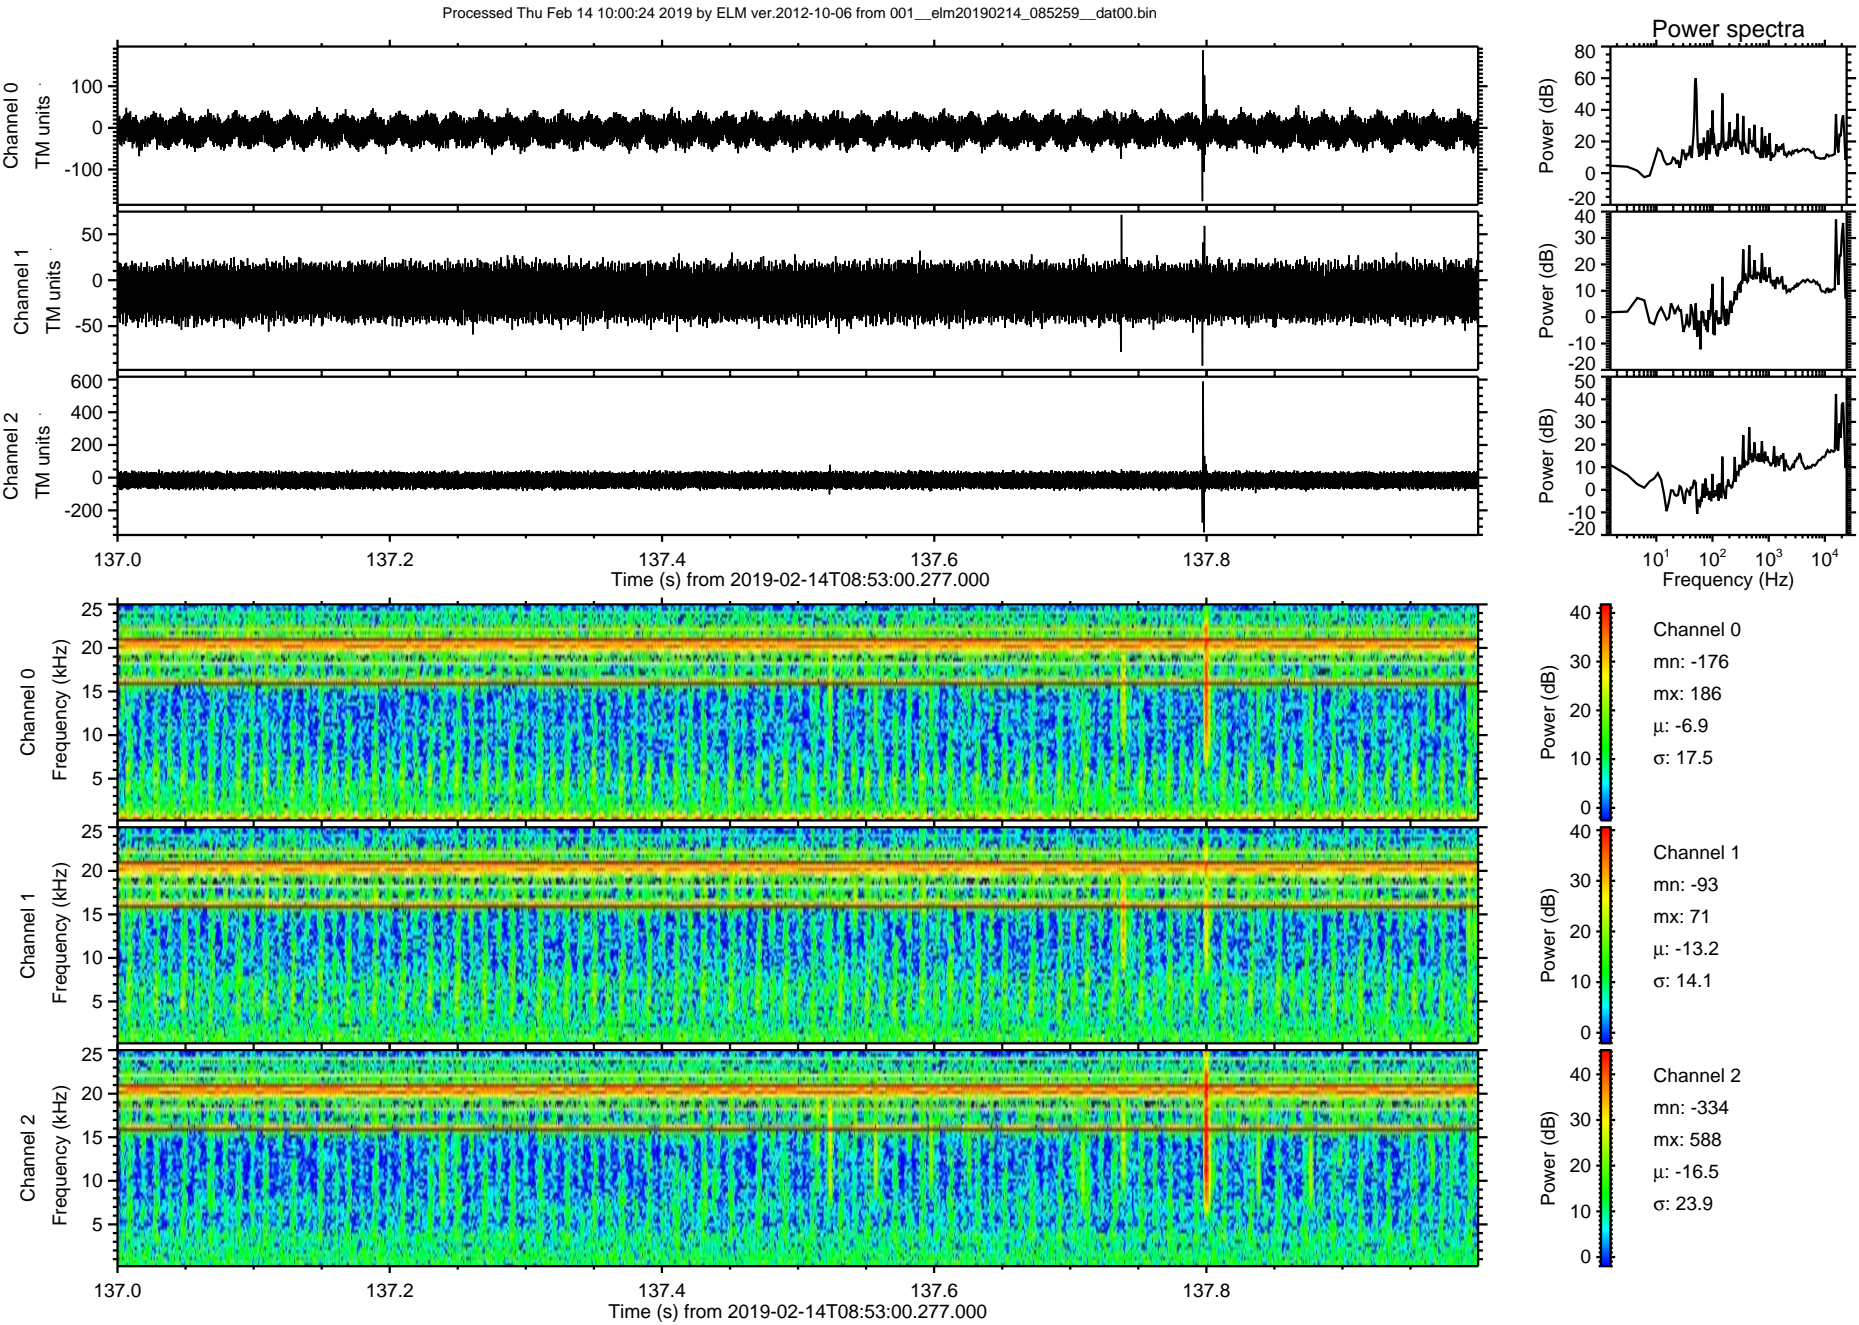 Processed Thu Feb 14 10:00:24 2019 by ELM ver.2012-10-06 from 001__elm20190214_085259__dat00.bin
Power spectra
Channel 0
TM units
100
0
-100
Power (dB)
80
60
40
20
0
-20
Channel 1
TM units
50
0
-50
Power (dB)
40
30
20
10
0
-10
-20
Channel 2
TM units
600
400
200
0
-200
Power (dB)
50
40
30
20
10
0
-10
-20
137.0 137.2 137.4 137.6 137.8
Time (s) from 2019-02-14T08:53:00.277.000
10^1 10^2 10^3 10^4
Frequency (Hz)
Channel 0
Frequency (kHz)
25
20
15
10
5
Power (dB)
40
30
20
10
0
Channel 0
mn: -176
mx: 186
μ: -6.9
σ: 17.5
Channel 1
Frequency (kHz)
25
20
15
10
5
Power (dB)
40
30
20
10
0
Channel 1
mn: -93
mx: 71
μ: -13.2
σ: 14.1
Channel 2
Frequency (kHz)
25
20
15
10
5
Power (dB)
40
30
20
10
0
Channel 2
mn: -334
mx: 588
μ: -16.5
σ: 23.9
137.0 137.2 137.4 137.6 137.8
Time (s) from 2019-02-14T08:53:00.277.000